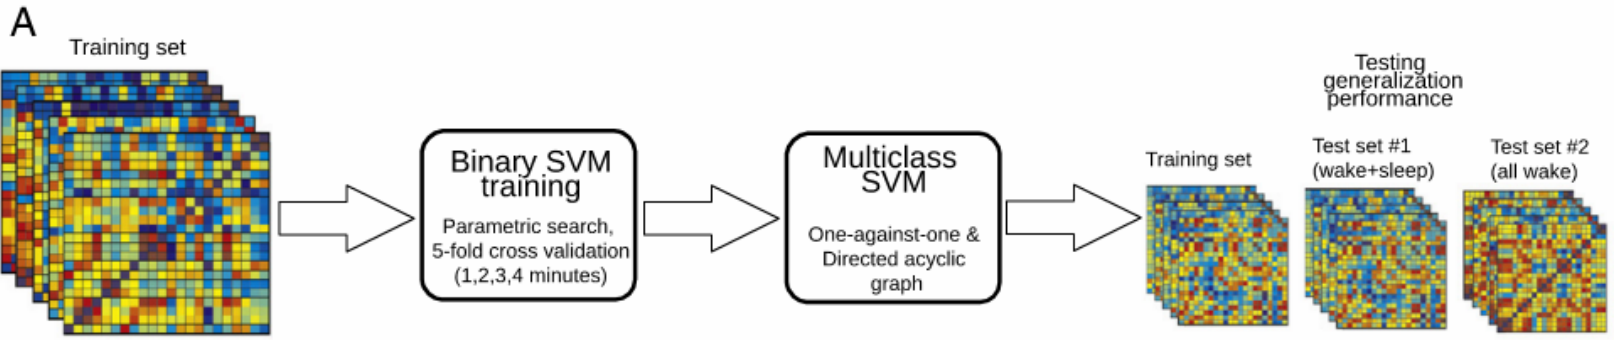 A
Training set
Binary SVM
training
Parametric search,
5-fold cross validation
(1,2,3,4 minutes)
Multiclass
SVM
One-against-one &
Directed acyclic
graph
Testing
generalization
performance
Training set
Test set #1
(wake+sleep)
Test set #2
(all wake)